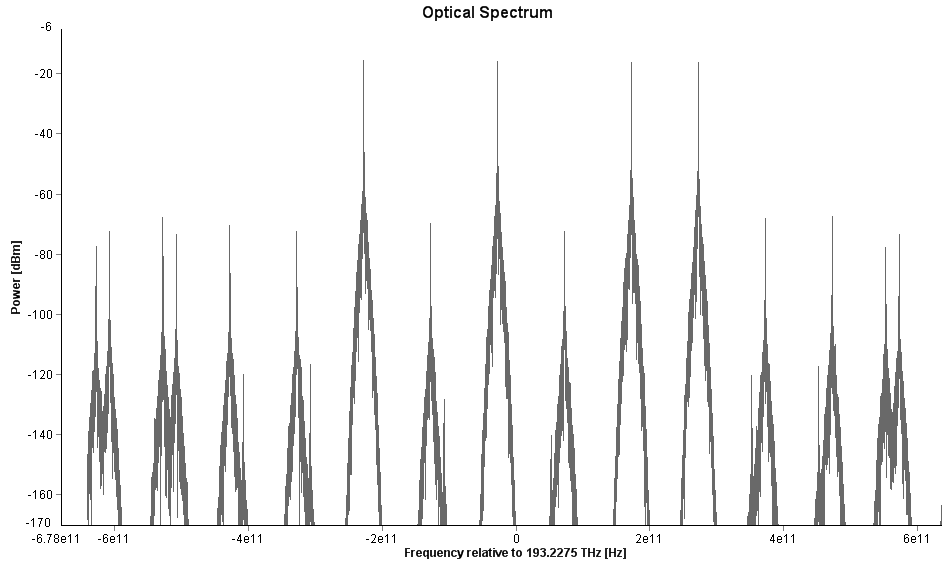 Optical Spectrum
-6
-20
-40
-60
-80
-100
-120
-140
-160
-170
Power [dBm]
-6.78e11 -6e11 -4e11 -2e11 0 2e11 4e11 6e11
Frequency relative to 193.2275 THz [Hz]